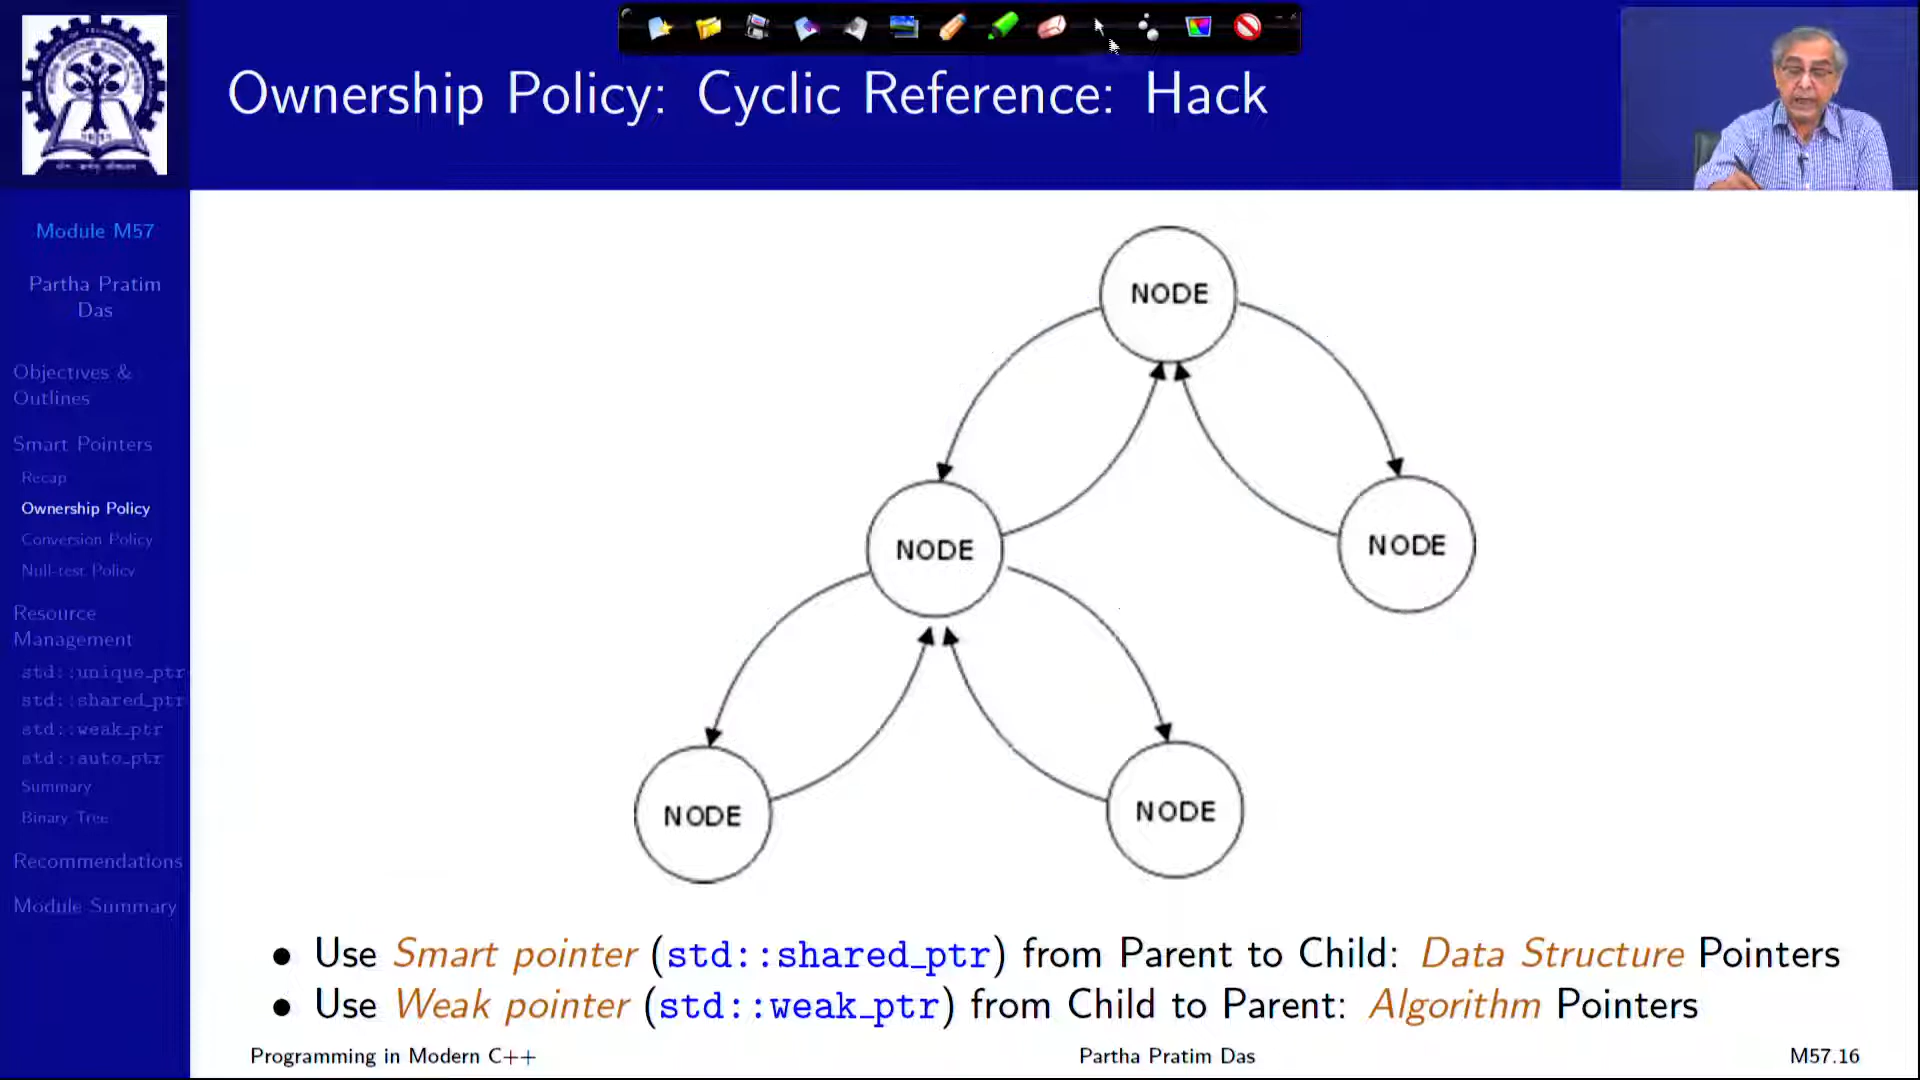 Ownership Policy: Cyclic Reference: Hack
Module M57
Partha Pratim
Das
Objectives &
Outlines
Smart Pointers
Recap
Ownership Policy
Conversion Policy
Null-test Policy
Resource
Management
std::unique_ptr
std::shared_ptr
std::weak_ptr
std::auto_ptr
Summary
Binary Tree
Recommendations
Module Summary
NODE
NODE
NODE
NODE
NODE
• Use Smart pointer (std::shared_ptr) from Parent to Child: Data Structure Pointers
• Use Weak pointer (std::weak_ptr) from Child to Parent: Algorithm Pointers
Programming in Modern C++
Partha Pratim Das
M57.16